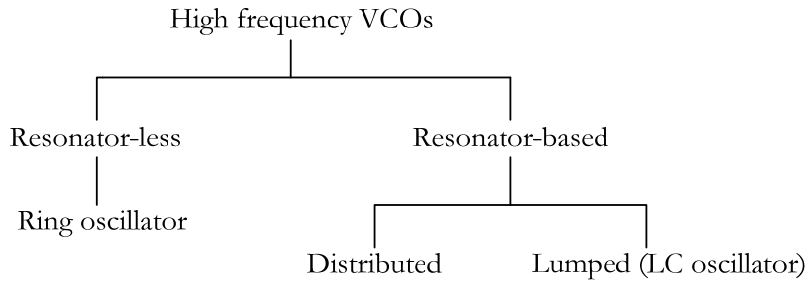 High frequency VCOs
Resonator-less
Resonator-based
Ring oscillator
Distributed
Lumped (LC oscillator)